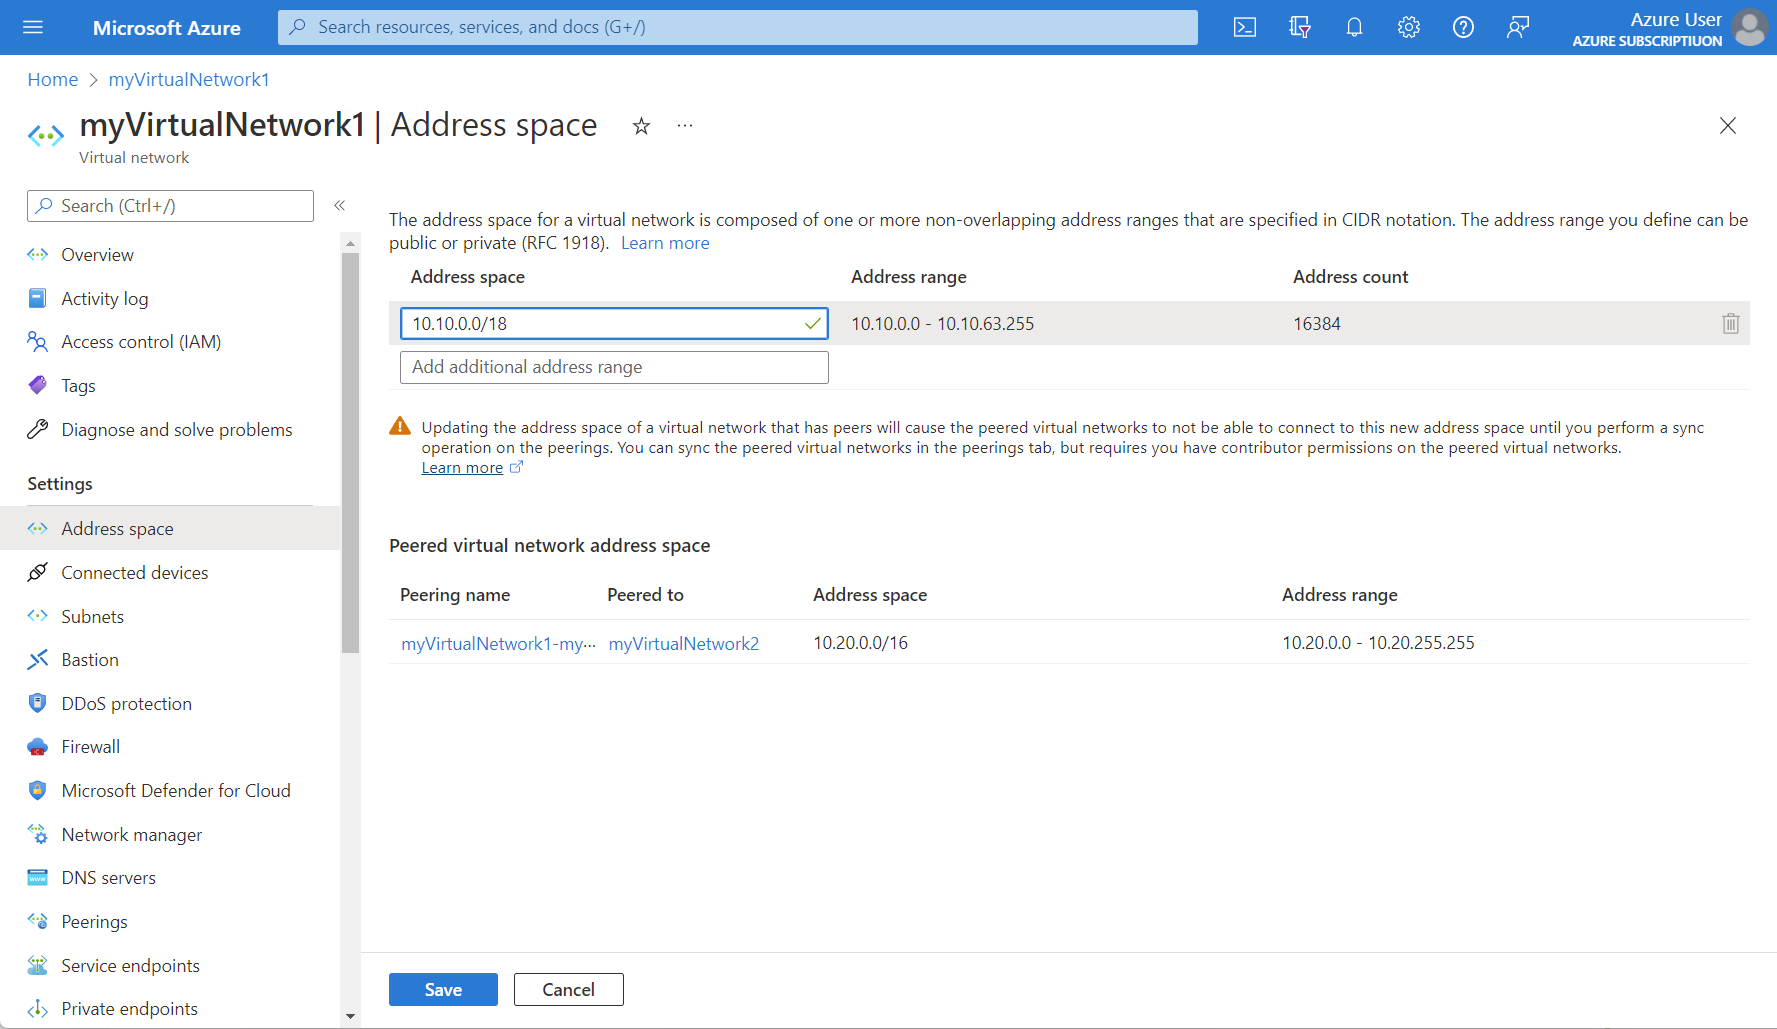 Microsoft Azure
Search resources, services, and docs (G+/)
Azure User
AZURE SUBSCRIPTIUON
Home > myVirtualNetwork1
myVirtualNetwork1 | Address space
Virtual network
Search (Ctrl+/)
Overview
Activity log
Access control (IAM)
Tags
Diagnose and solve problems
Settings
Address space
Connected devices
Subnets
Bastion
DDoS protection
Firewall
Microsoft Defender for Cloud
Network manager
DNS servers
Peerings
Service endpoints
Private endpoints
The address space for a virtual network is composed of one or more non-overlapping address ranges that are specified in CIDR notation. The address range you define can be
public or private (RFC 1918). Learn more
Address space Address range Address count
10.10.0.0/18 10.10.0.0 - 10.10.63.255 16384
Add additional address range
Updating the address space of a virtual network that has peers will cause the peered virtual networks to not be able to connect to this new address space until you perform a sync
operation on the peerings. You can sync the peered virtual networks in the peerings tab, but requires you have contributor permissions on the peered virtual networks.
Learn more
Peered virtual network address space
Peering name Peered to Address space Address range
myVirtualNetwork1-my··· myVirtualNetwork2 10.20.0.0/16 10.20.0.0 - 10.20.255.255
Save Cancel